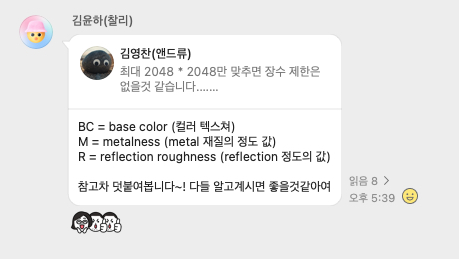 김윤하(찰리)
김영찬(앤드류)
최대 2048 * 2048만 맞추면 장수 제한은
없을것 같습니다.......
BC = base color (컬러 텍스쳐)
M = metalness (metal 재질의 정도 값)
R = reflection roughness (reflection 정도의 값)
참고차 덧붙여봅니다~! 다들 알고계시면 좋을것같아여
읽음 8 >
오후 5:39